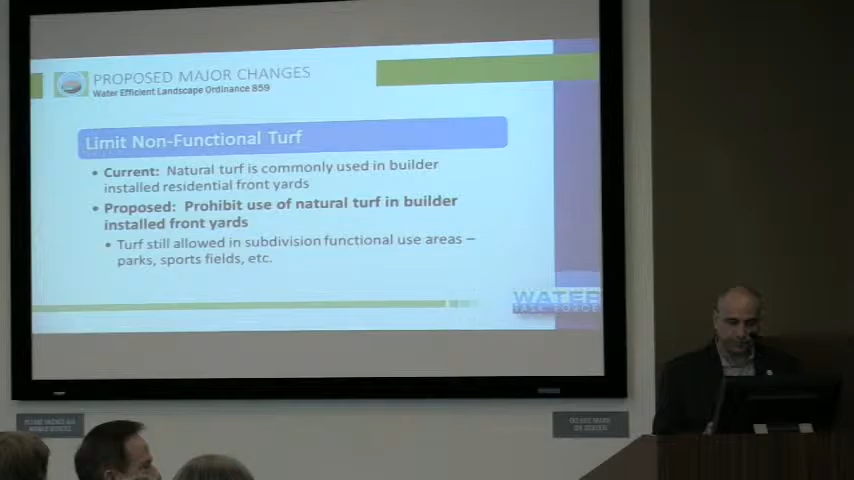 PROPOSED MAJOR CHANGES
Water Efficient Landscape Ordinance 859
Limit Non-Functional Turf
• Current: Natural turf is commonly used in builder
installed residential front yards
• Proposed: Prohibit use of natural turf in builder
installed front yards
• Turf still allowed in subdivision functional use areas –
parks, sports fields, etc.
WATER
TASK FORCE